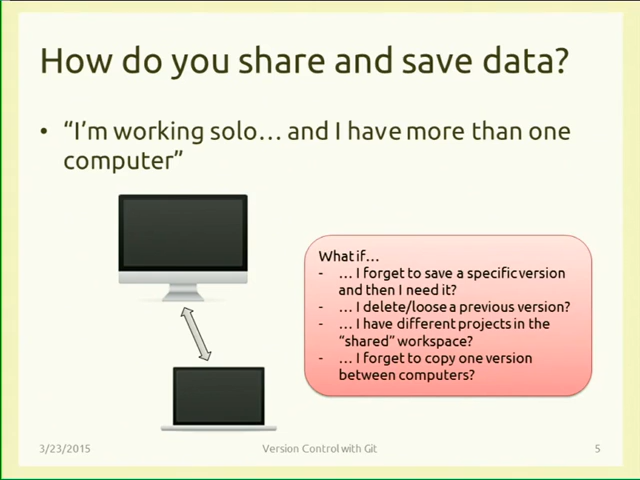 How do you share and save data?
• “I’m working solo… and I have more than one
computer”
What if…
- … I forget to save a specific version
and then I need it?
- … I delete/loose a previous version?
- … I have different projects in the
“shared” workspace?
- … I forget to copy one version
between computers?
3/23/2015
Version Control with Git
5